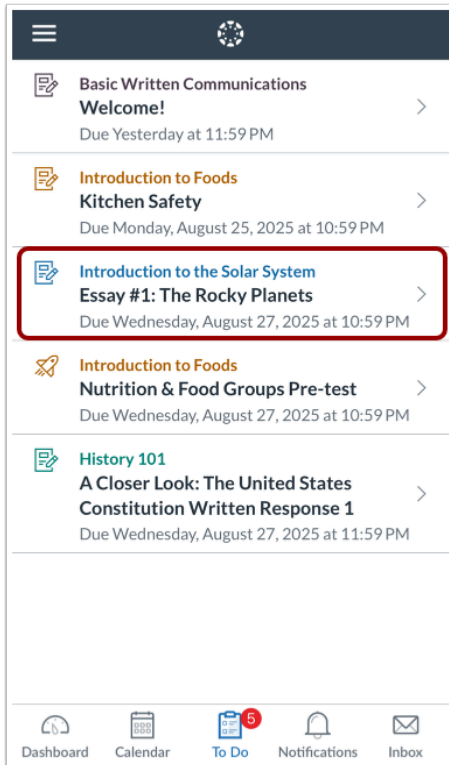 Basic Written Communications
Welcome!
Due Yesterday at 11:59 PM
Introduction to Foods
Kitchen Safety
Due Monday, August 25, 2025 at 10:59 PM
Introduction to the Solar System
Essay #1: The Rocky Planets
Due Wednesday, August 27, 2025 at 10:59 PM
Introduction to Foods
Nutrition & Food Groups Pre-test
Due Wednesday, August 27, 2025 at 10:59 PM
History 101
A Closer Look: The United States
Constitution Written Response 1
Due Wednesday, August 27, 2025 at 11:59 PM
5
Dashboard Calendar To Do Notifications Inbox